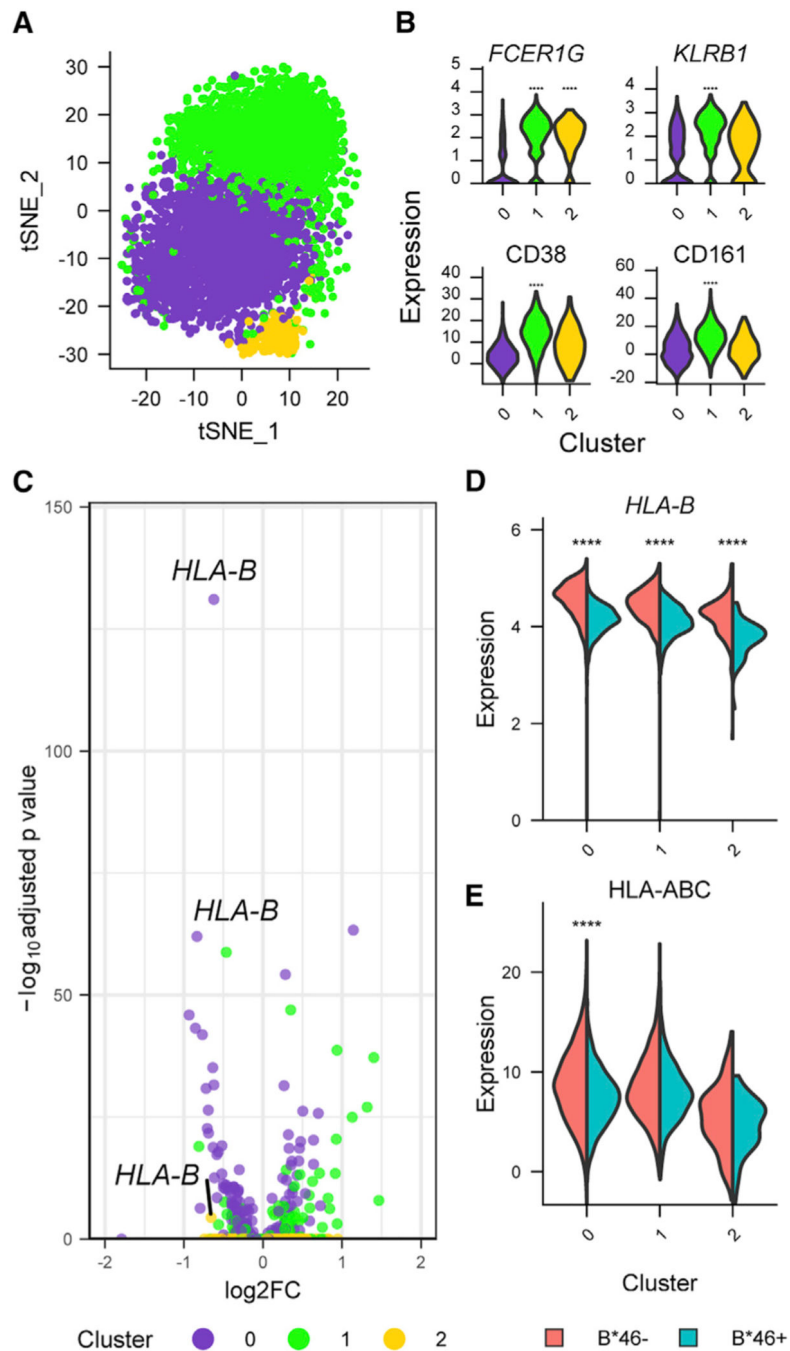 A
30
20
10
0
-10
-20
-30
tSNE_2
-20 -10 0 10 20
tSNE_1
B
FCER1G
5
4
3
2
1
0
**** ****
0 1 2
KLRB1
4
3
2
1
0
****
0 1 2
Expression
CD38
40
30
20
10
0
****
0 1 2
CD161
60
40
20
0
-20
****
0 1 2
Cluster
C
150
100
50
0
−log10adjusted p value
HLA-B
HLA-B
HLA-B
-2 -1 0 1 2
log2FC
D
HLA-B
6
4
2
0
Expression
**** **** ****
0 1 2
E
HLA-ABC
20
10
0
Expression
****
0 1 2
Cluster
Cluster 0 1 2
B*46- B*46+